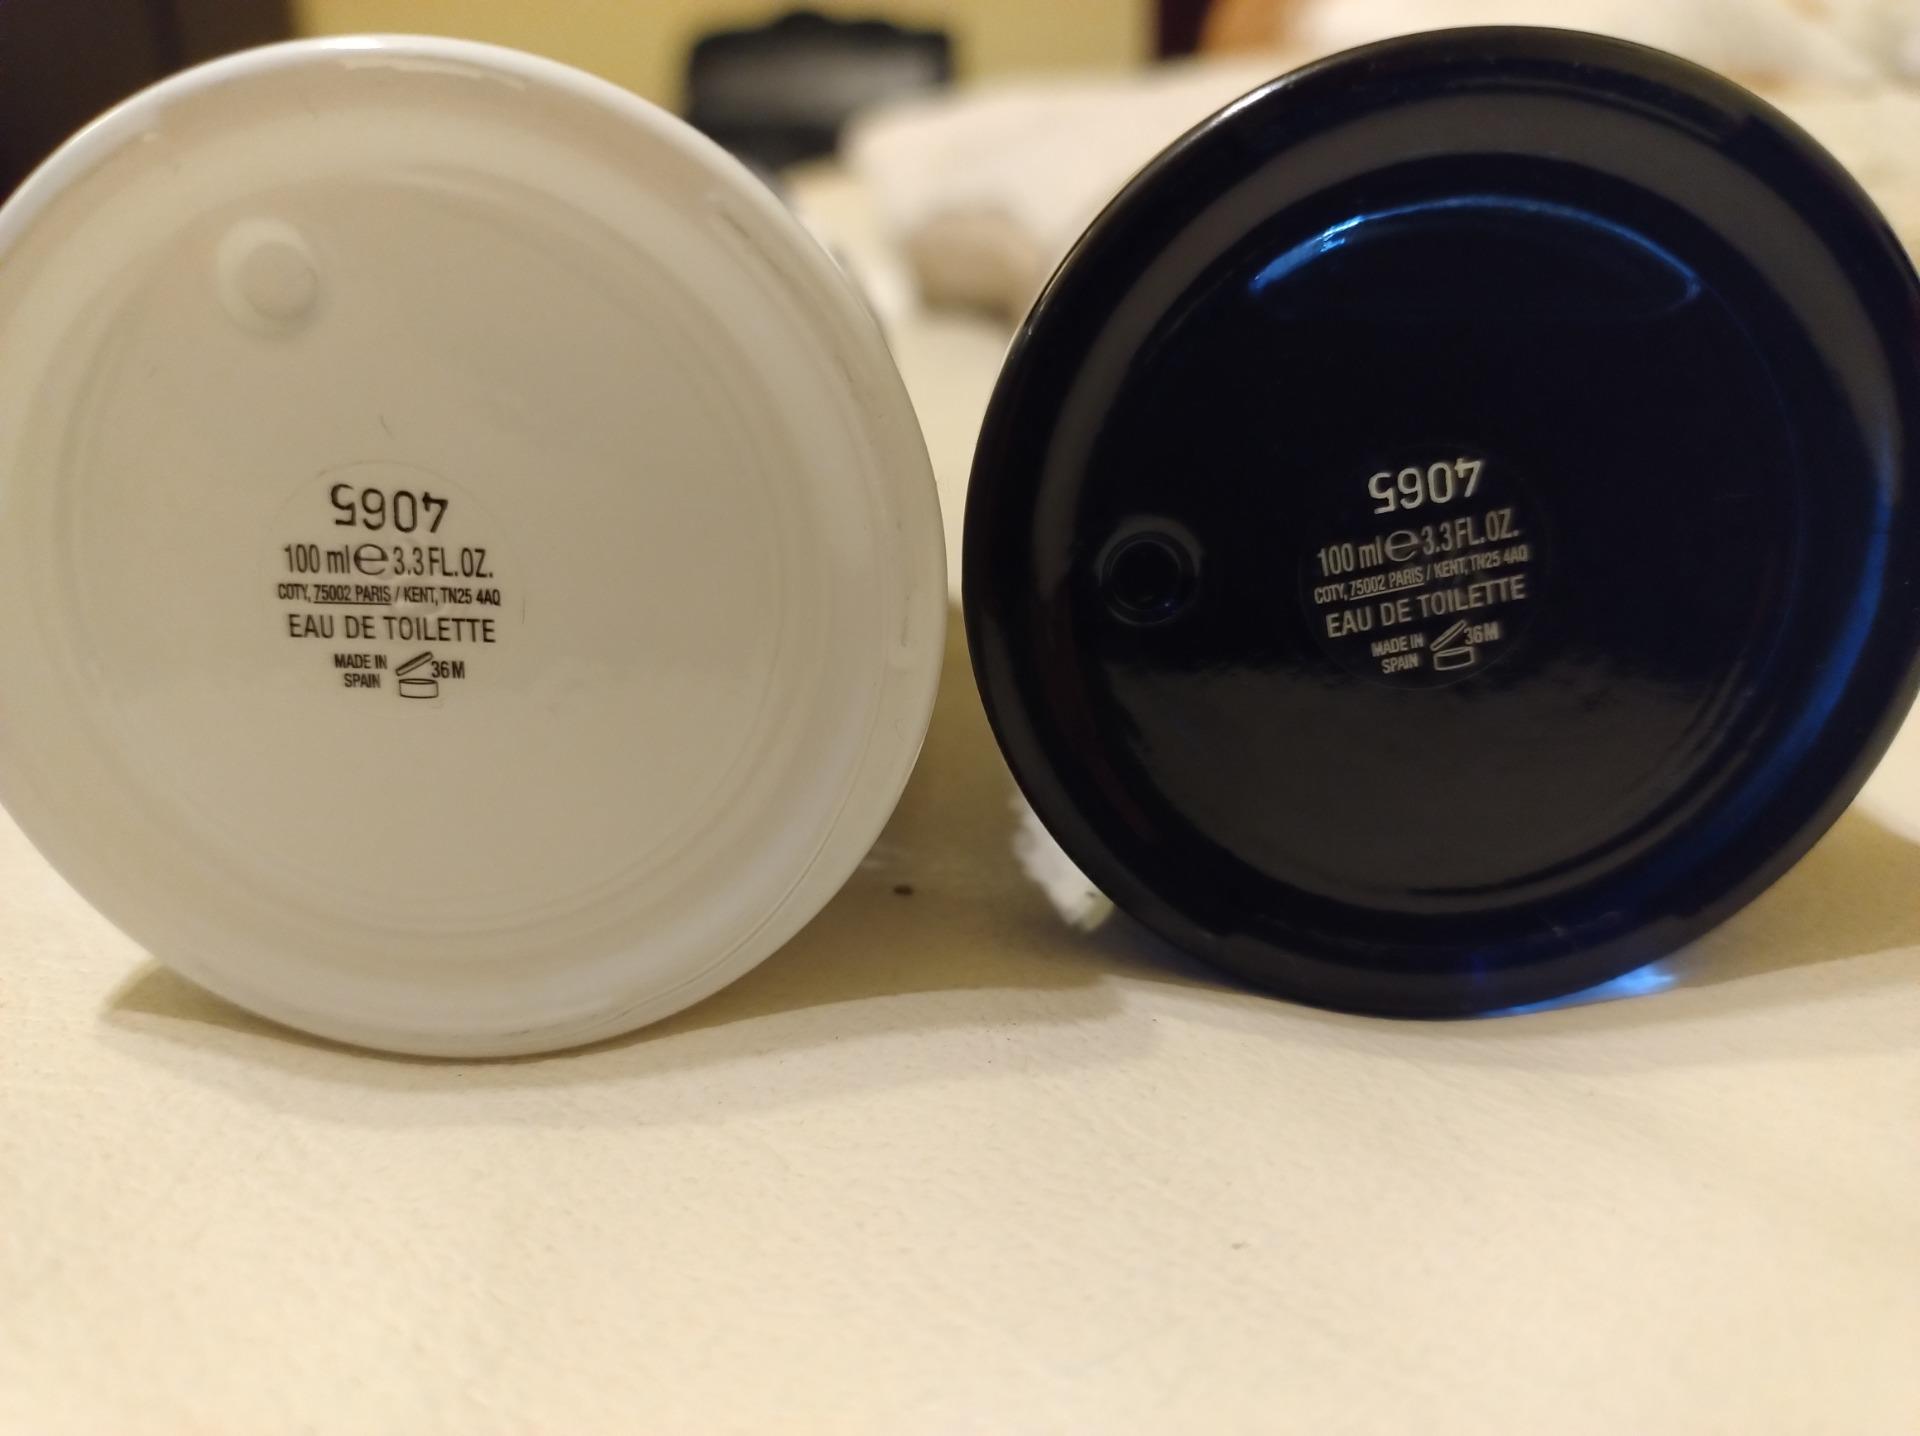 4065
100 ml e 3.3 FL.OZ.
COTY, 75002 PARIS / KENT, TN25 4AQ
EAU DE TOILETTE
MADE IN
SPAIN
36 M
4065
100 ml e 3.3 FL.OZ.
COTY, 75002 PARIS / KENT, TN25 4AQ
EAU DE TOILETTE
MADE IN
SPAIN
36 M